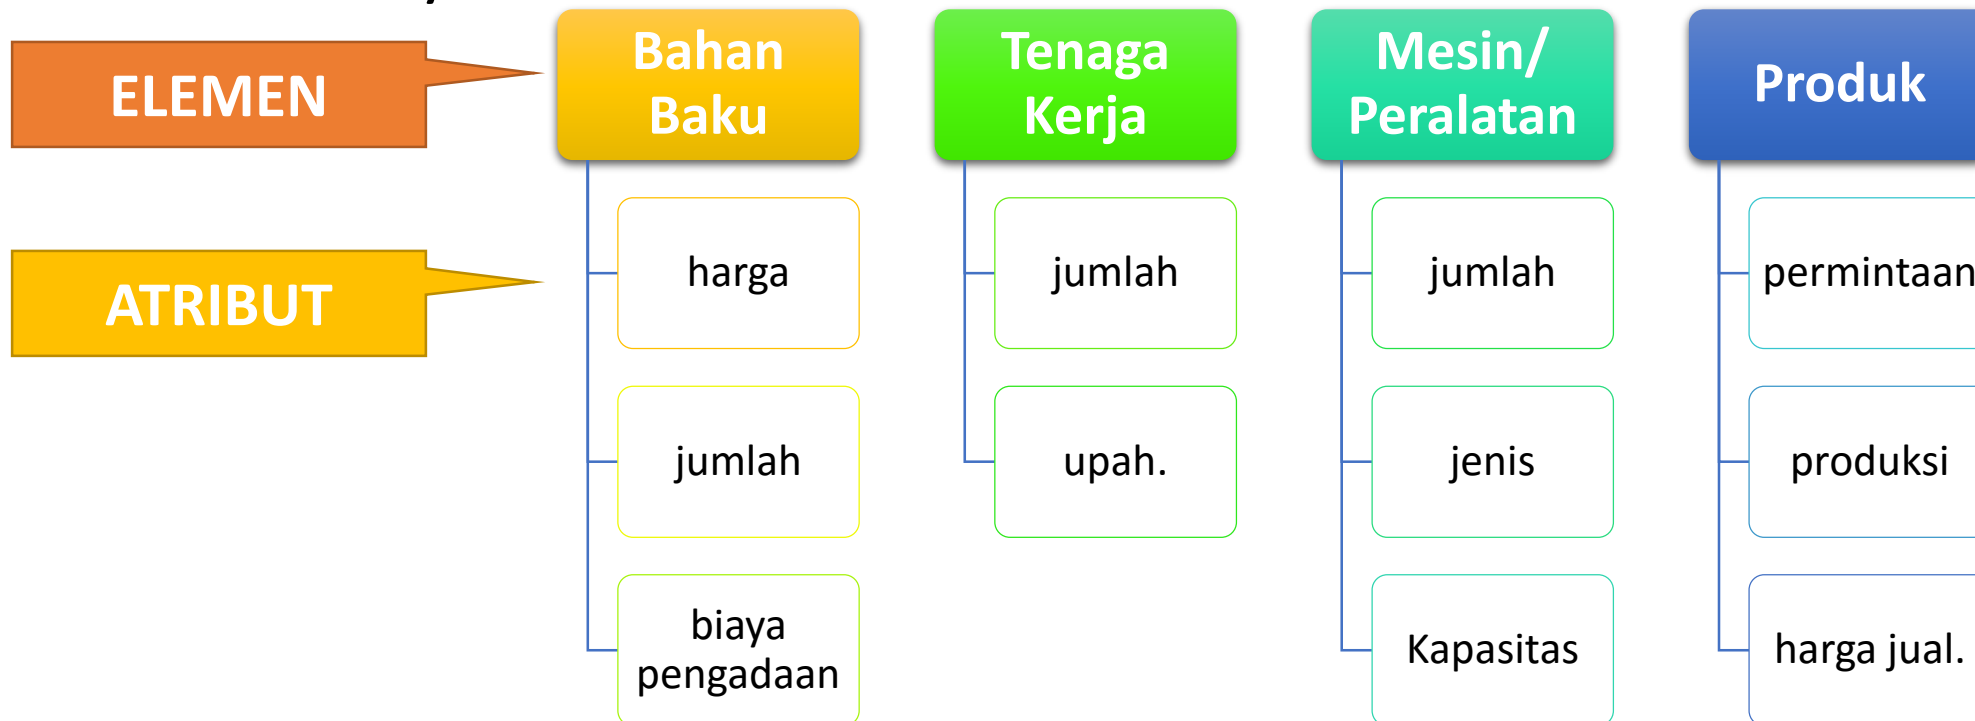 ELEMEN
ATRIBUT
Bahan
Baku
harga
jumlah
biaya
pengadaan
Tenaga
Kerja
jumlah
upah.
Mesin/
Peralatan
jumlah
jenis
Kapasitas
Produk
permintaan
produksi
harga jual.